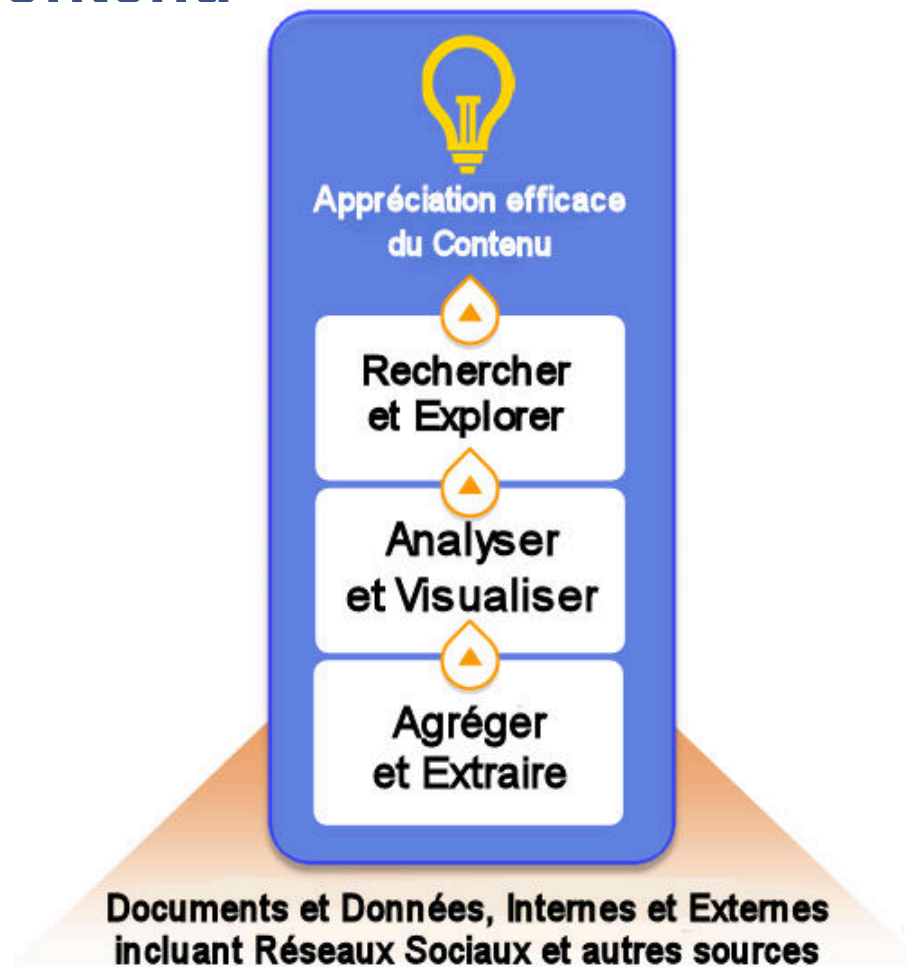 Appréciation efficace
du Contenu
Rechercher
et Explorer
Analyser
et Visualiser
Agréger
et Extraire
Documents et Données, Internes et Externes
incluant Réseaux Sociaux et autres sources